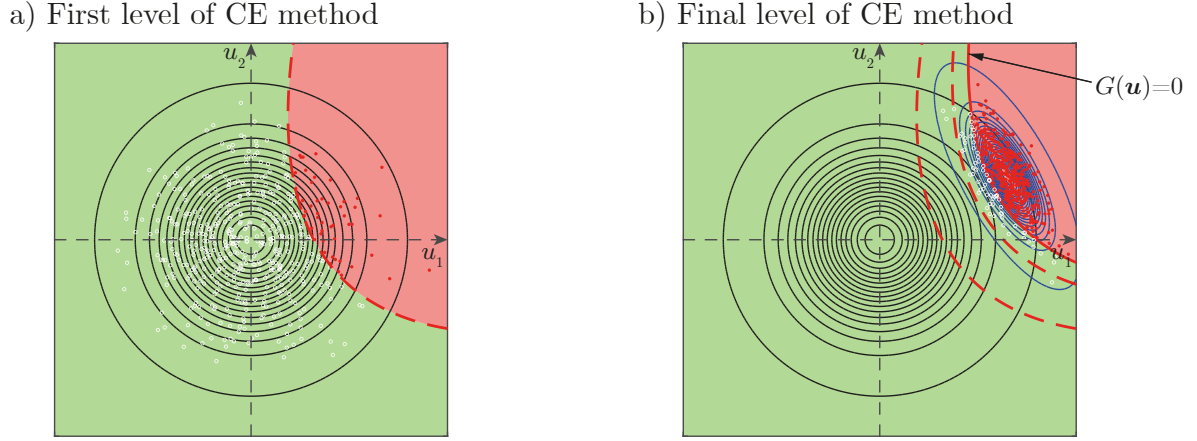 a) First level of CE method
b) Final level of CE method
u2
u2
G(u)=0
u1
u1